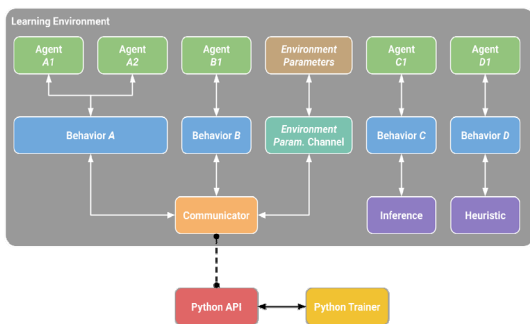 Learning Environment
Agent
A1
Agent
A2
Agent
B1
Environment
Parameters
Agent
C1
Agent
D1
Behavior A
Behavior B
Environment
Param. Channel
Behavior C
Behavior D
Communicator
Inference
Heuristic
Python API
Python Trainer